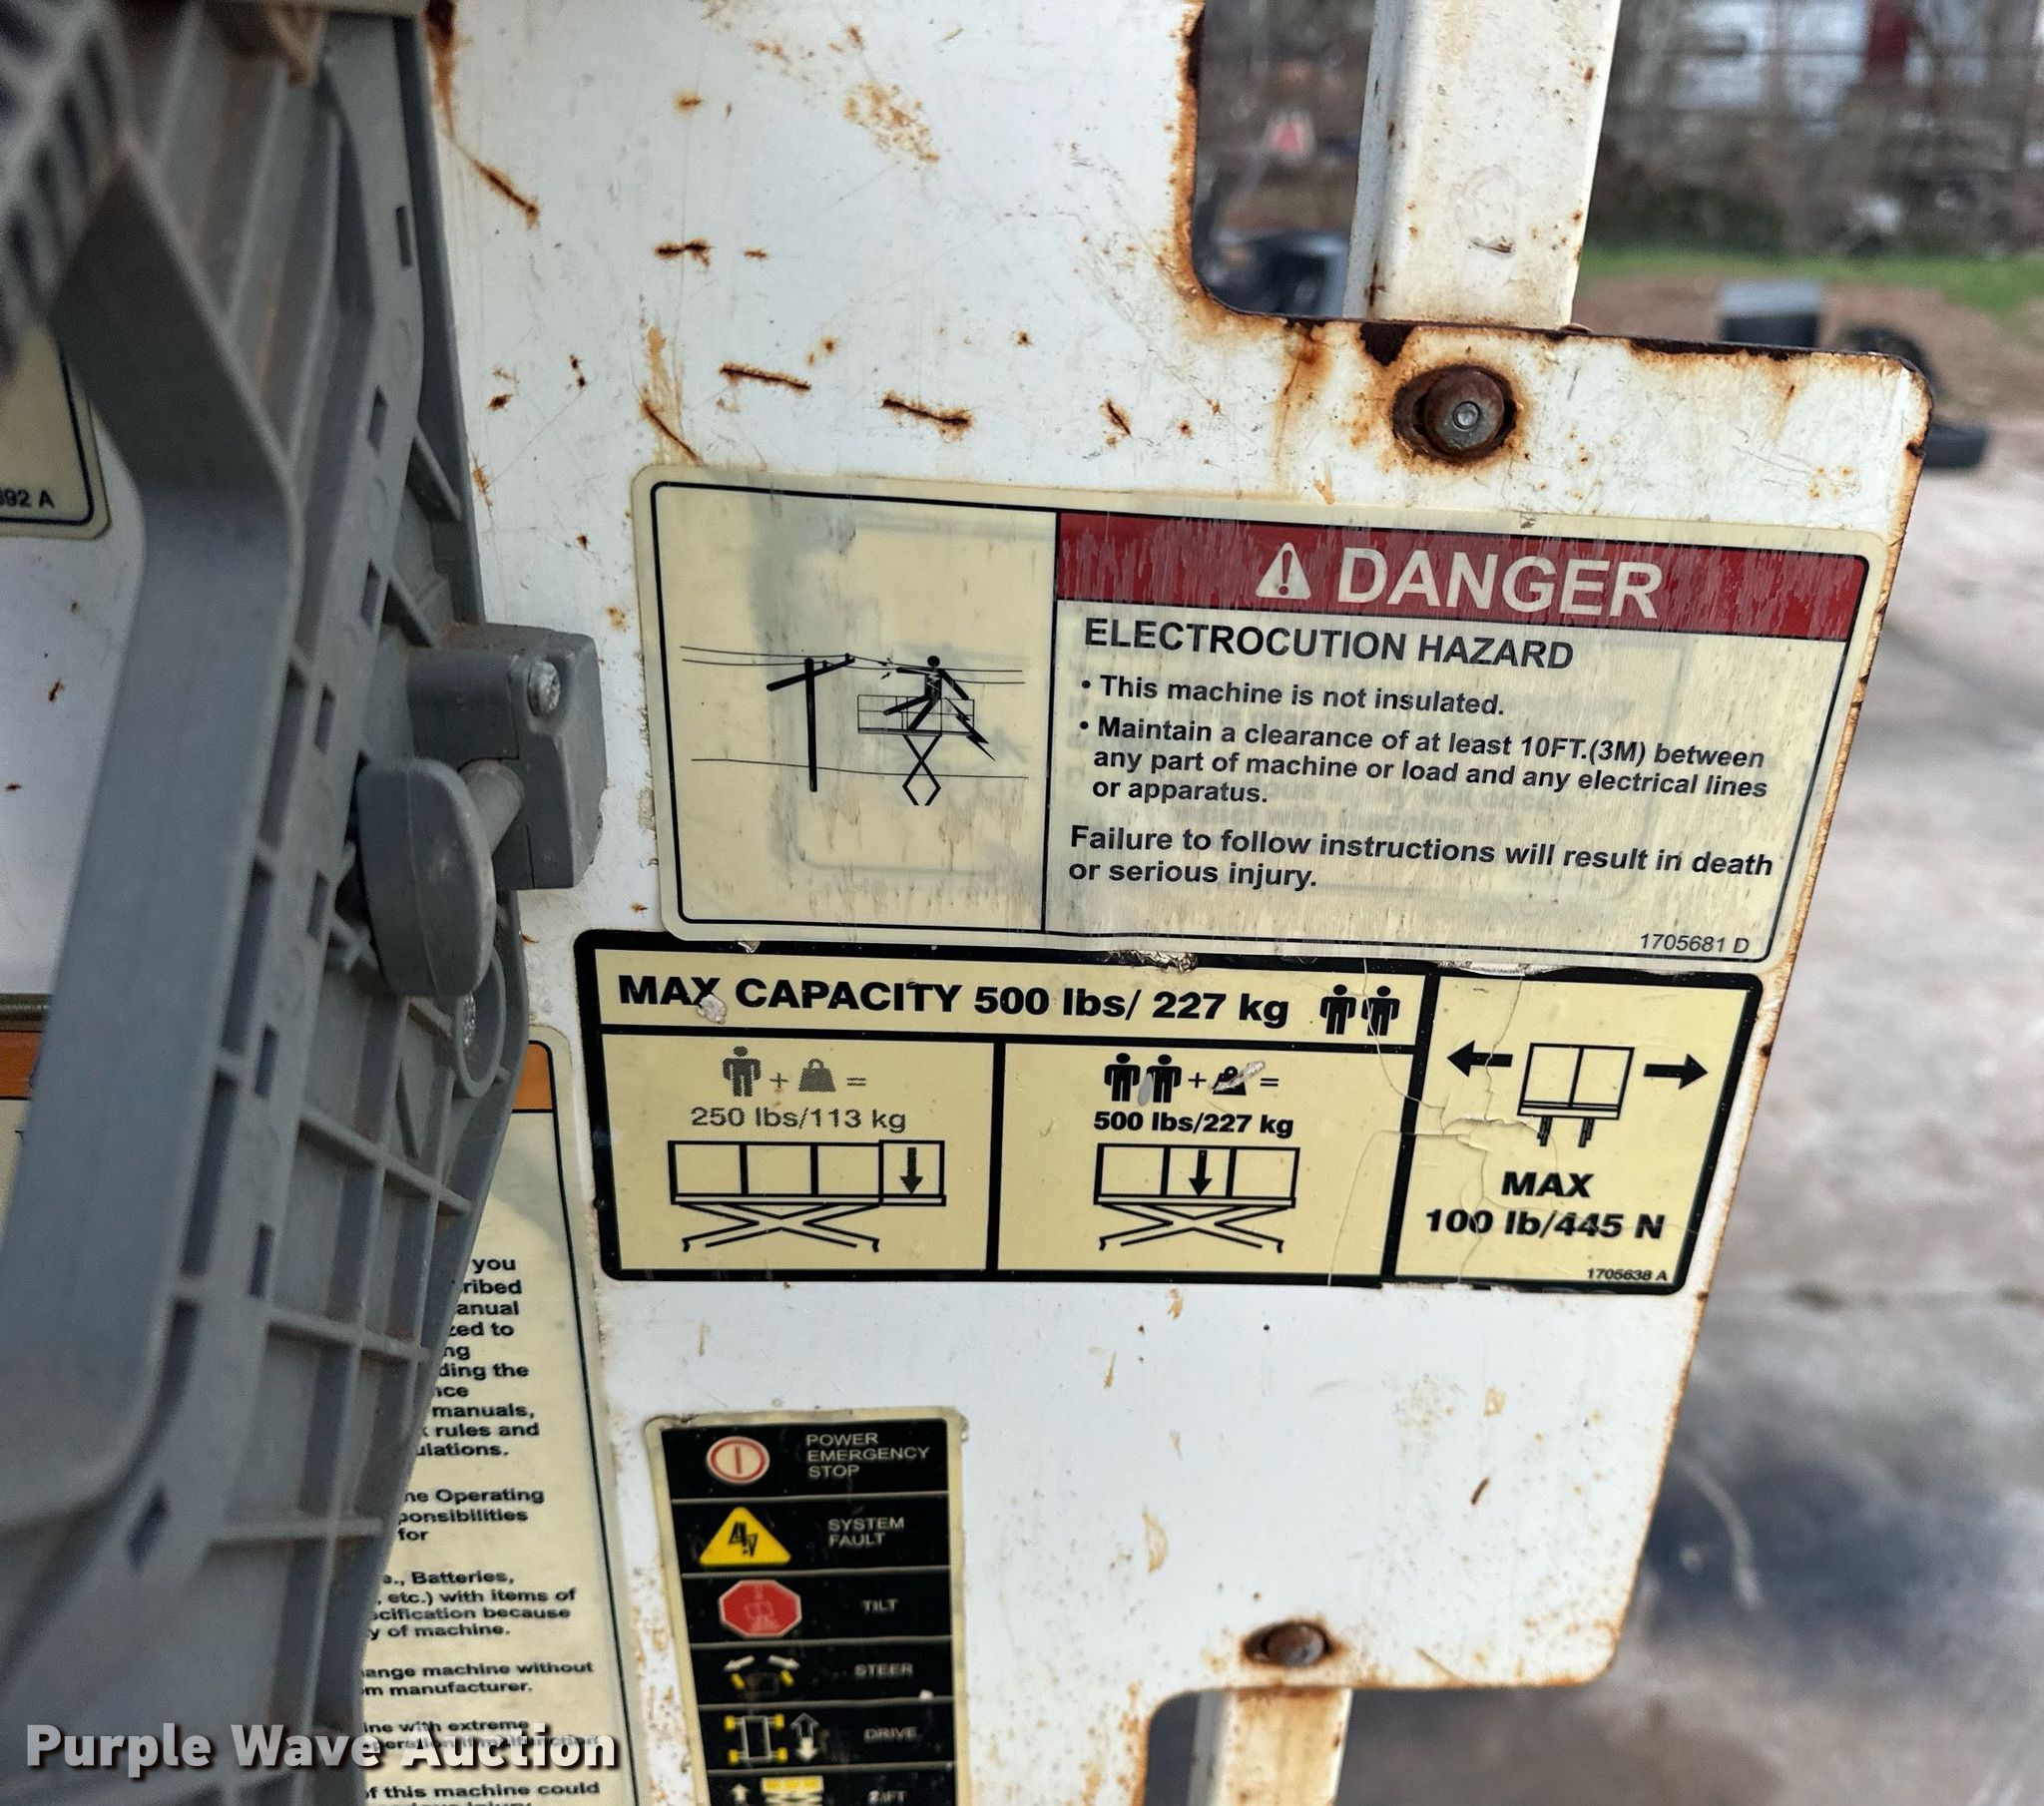 92 A
DANGER
ELECTROCUTION HAZARD
• This machine is not insulated.
• Maintain a clearance of at least 10FT.(3M) between
any part of machine or load and any electrical lines
or apparatus.
Failure to follow instructions will result in death
or serious injury.
1705681 D
MAX CAPACITY 500 lbs/ 227 kg
+ =
250 lbs/113 kg
+ =
500 lbs/227 kg
MAX
100 lb/445 N
1705638 A
you
ribed
anual
zed to
ng
ding the
nce
manuals,
k rules and
ulations.
he Operating
ponsibilities
for
e., Batteries,
, etc.) with items of
cification because
y of machine.
ange machine without
m manufacturer.
ine with extreme
of this machine could
POWER
EMERGENCY
STOP
SYSTEM
FAULT
TILT
STEER
DRIVE
LIFT
Purple Wave Auction